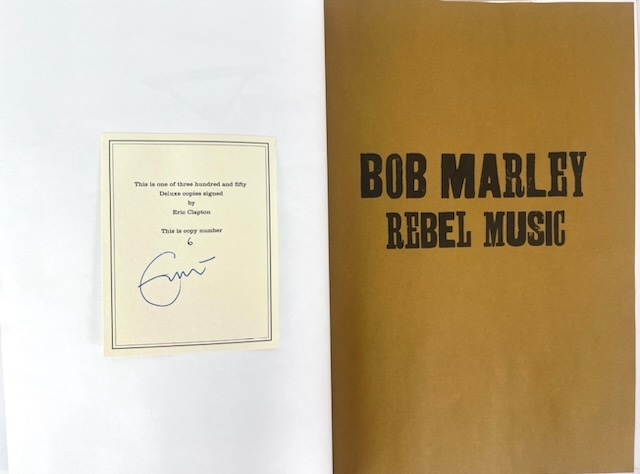 This is one of three hundred and fifty
Deluxe copies signed
by
Eric Clapton
This is copy number
6
Eric
BOB MARLEY
REBEL MUSIC